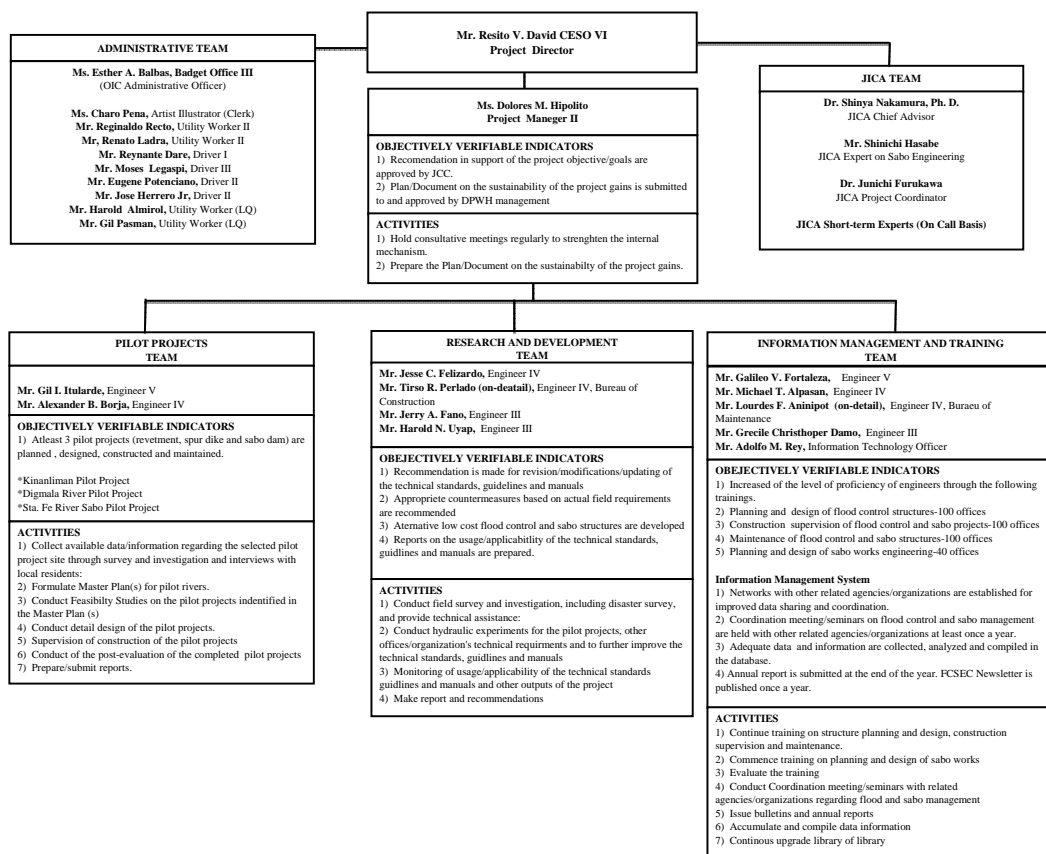 Mr. Resito V. David CESO VI
Project Director
ADMINISTRATIVE TEAM
Ms. Esther A. Balbas, Badget Office III
(OIC Administrative Officer)
Ms. Charo Pena, Artist Illustrator (Clerk)
Mr. Reginaldo Recto, Utility Worker II
Mr, Renato Ladra, Utility Worker II
Mr. Reynante Dare, Driver I
Mr. Moses Legaspi, Driver III
Mr. Eugene Potenciano, Driver II
Mr. Jose Herrero Jr, Driver II
Mr. Harold Almirol, Utility Worker (LQ)
Mr. Gil Pasman, Utility Worker (LQ)
Ms. Dolores M. Hipolito
Project Maneger II
OBJECTIVELY VERIFIABLE INDICATORS
1) Recomendation in support of the project objective/goals are
approved by JCC.
2) Plan/Document on the sustainability of the project gains is submitted
to and approved by DPWH management
ACTIVITIES
1) Hold consultative meetings regularly to strenghten the internal
mechanism.
2) Prepare the Plan/Document on the sustainabilty of the project gains.
JICA TEAM
Dr. Shinya Nakamura, Ph. D.
JICA Chief Advisor
Mr. Shinichi Hasabe
JICA Expert on Sabo Engineering
Dr. Junichi Furukawa
JICA Project Coordinator
JICA Short-term Experts (On Call Basis)
PILOT PROJECTS
TEAM
Mr. Gil I. Itularde, Engineer V
Mr. Alexander B. Borja, Engineer IV
OBJECTIVELY VERIFIABLE INDICATORS
1) Atleast 3 pilot projects (revetment, spur dike and sabo dam) are
planned , designed, constructed and maintained.
*Kinanliman Pilot Project
*Digmala River Pilot Project
*Sta. Fe River Sabo Pilot Project
ACTIVITIES
1) Collect available data/information regarding the selected pilot
project site through survey and investigation and interviews with
local residents:
2) Formulate Master Plan(s) for pilot rivers.
3) Conduct Feasibilty Studies on the pilot projects indentified in
the Master Plan (s)
4) Conduct detail design of the pilot projects.
5) Supervision of construction of the pilot projects
6) Conduct of the post-evaluation of the completed pilot projects
7) Prepare/submit reports.
RESEARCH AND DEVELOPMENT
TEAM
Mr. Jesse C. Felizardo, Engineer IV
Mr. Tirso R. Perlado (on-deatail), Engineer IV, Bureau of
Construction
Mr. Jerry A. Fano, Engineer III
Mr. Harold N. Uyap, Engineer III
OBEJECTIVELY VERIFIABLE INDICATORS
1) Recommendation is made for revision/modifications/updating of
the technical standards, guidelines and manuals
2) Appropriete countermeasures based on actual field requirements
are recommended
3) Aternative low cost flood control and sabo structures are developed
4) Reports on the usage/applicabitity of the technical standards,
guidlines and manuals are prepared.
ACTIVITIES
1) Conduct field survey and investigation, including disaster survey,
and provide technical assistance:
2) Conduct hydraulic experiments for the pilot projects, other
offices/organization's technical requirments and to further improve the
technical standards, guidlines and manuals
3) Monitoring of usage/applicability of the technical standards
guidlines and manuals and other outputs of the project
4) Make report and recommendations
INFORMATION MANAGEMENT AND TRAINING
TEAM
Mr. Galileo V. Fortaleza, Engineer V
Mr. Michael T. Alpasan, Engineer IV
Mr. Lourdes F. Aninipot (on-detail), Engineer IV, Buraeu of
Maintenance
Mr. Grecile Christhoper Damo, Engineer III
Mr. Adolfo M. Rey, Information Technology Officer
OBEJECTIVELY VERIFIABLE INDICATORS
1) Increased of the level of proficiency of engineers through the following
trainings.
2) Planning and design of flood control structures-100 offices
3) Construction supervision of flood control and sabo projects-100 offices
4) Maintenance of flood control and sabo structures-100 offices
5) Planning and design of sabo works engineering-40 offices
Information Management System
1) Networks with other related agencies/organizations are established for
improved data sharing and coordination.
2) Coordination meeting/seminars on flood control and sabo management
are held with other related agencies/organizations at least once a year.
3) Adequate data and information are collected, analyzed and compiled in
the database.
4) Annual report is submitted at the end of the year. FCSEC Newsletter is
published once a year.
ACTIVITIES
1) Continue training on structure planning and design, construction
supervision and maintenance.
2) Commence training on planning and design of sabo works
3) Evaluate the training
4) Conduct Coordination meeting/seminars with related
agencies/organizations regarding flood and sabo management
5) Issue bulletins and annual reports
6) Accumulate and compile data information
7) Continous upgrade library of library